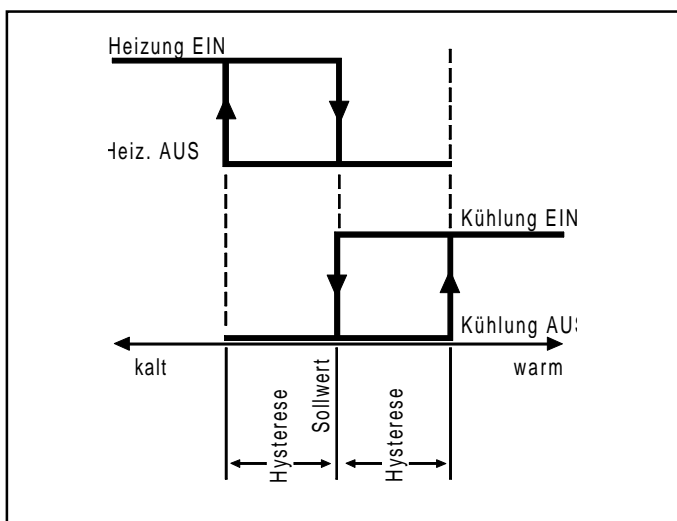 Heizung EIN
Heiz. AUS
Kühlung EIN
Kühlung AUS
kalt
warm
Hysterese
Sollwert
Hysterese